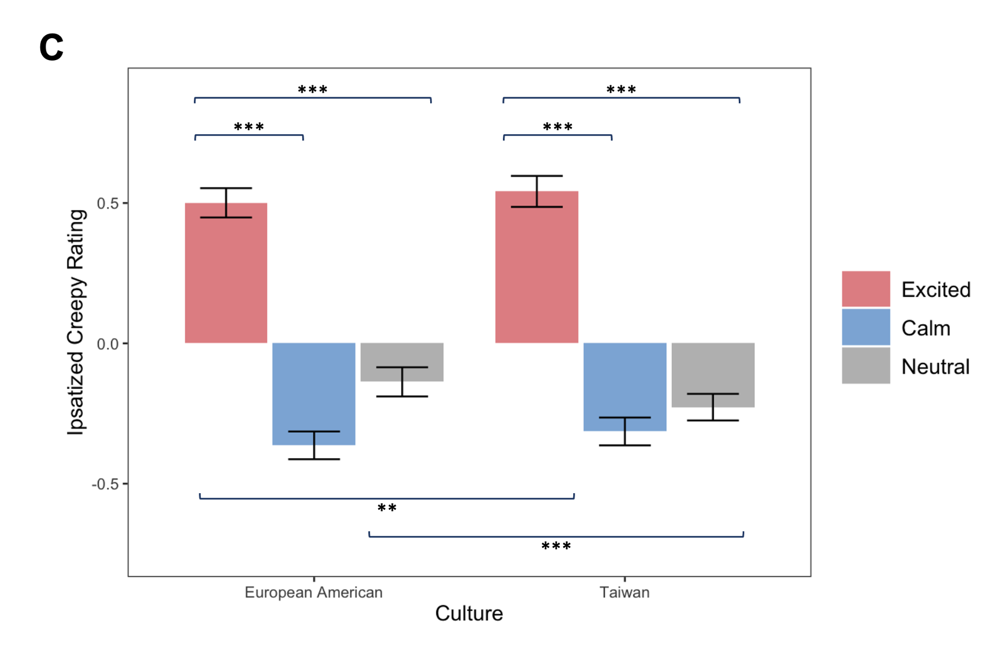 C
***
***
***
***
0.5
0.0
-0.5
Ipsatized Creepy Rating
**
***
European American
Taiwan
Culture
Excited
Calm
Neutral